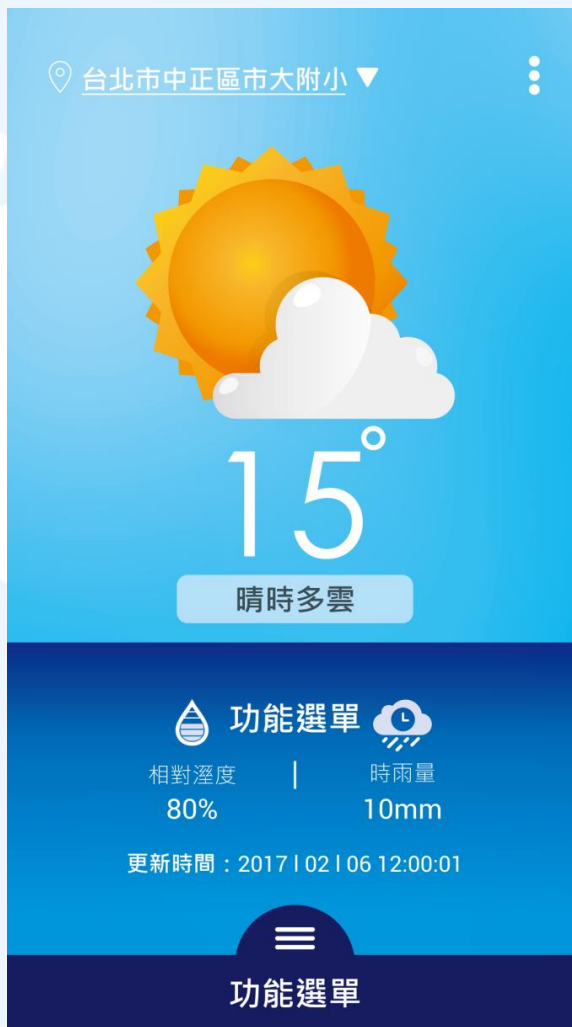 台北市中正區市大附小
15°
晴時多雲
功能選單
相對溼度 | 時雨量
80% 10mm
更新時間：2017 | 02 | 06 12:00:01
功能選單